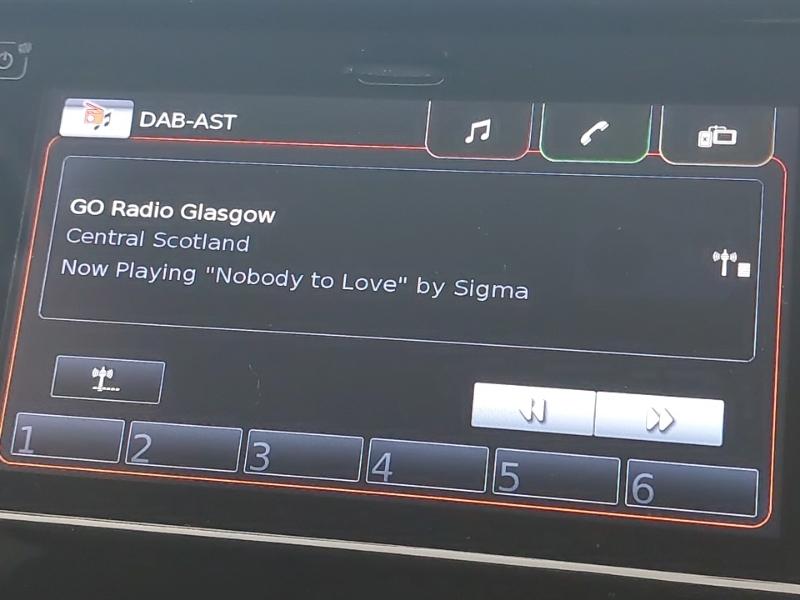 DAB-AST
GO Radio Glasgow
Central Scotland
Now Playing "Nobody to Love" by Sigma
1 2 3 4 5 6